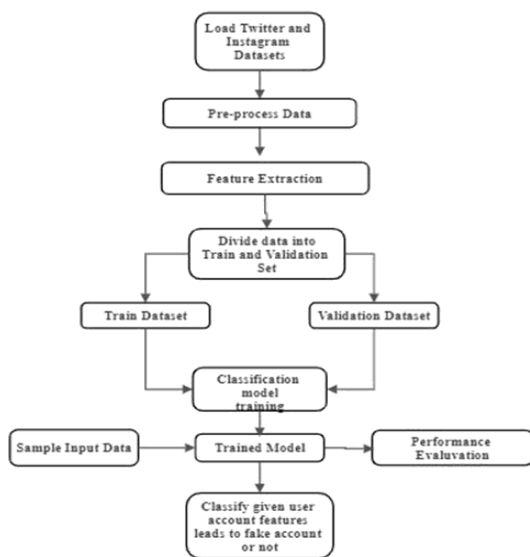 Load Twitter and
Instagram
Datasets
Pre-process Data
Feature Extraction
Divide data into
Train and Validation
Set
Train Dataset
Validation Dataset
Classification
model
training
Sample Input Data
Trained Model
Performance
Evaluvation
Classify given user
account features
leads to fake account
or not